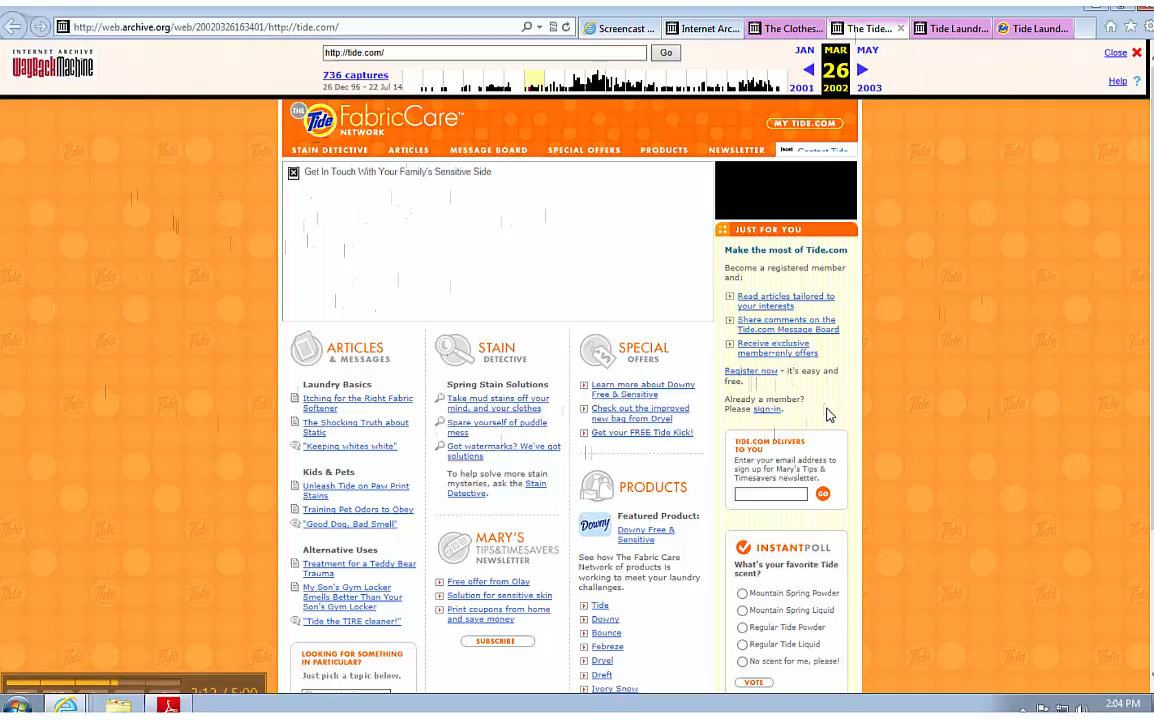 http://web.archive.org/web/20020326163401/http://tide.com/
Screencast ...
Internet Arc...
The Clothes...
The Tide...
Tide Laundr...
Tide Laund...
INTERNET ARCHIVE
WayBackMachine
http://tide.com/
Go
736 captures
26 Dec 96 - 22 Jul 14
JAN MAR MAY
26
2001 2002 2003
Close
Help ?
THE Tide FabricCare™
NETWORK
MY TIDE.COM
STAIN DETECTIVE ARTICLES MESSAGE BOARD SPECIAL OFFERS PRODUCTS NEWSLETTER Contact Tide
Get In Touch With Your Family's Sensitive Side
JUST FOR YOU
Make the most of Tide.com
Become a registered member
and:
Read articles tailored to
your interests
Share comments on the
Tide.com Message Board
Receive exclusive
member-only offers
Register now - it's easy and
free.
Already a member?
Please sign-in.
TIDE.COM DELIVERS
TO YOU
Enter your email address to
sign up for Mary's Tips &
Timesavers newsletter.
GO
INSTANTPOLL
What's your favorite Tide
scent?
Mountain Spring Powder
Mountain Spring Liquid
Regular Tide Powder
Regular Tide Liquid
No scent for me, please!
VOTE
ARTICLES
& MESSAGES
Laundry Basics
Itching for the Right Fabric
Softener
The Shocking Truth about
Static
"Keeping whites white"
Kids & Pets
Unleash Tide on Paw Print
Stains
Training Pet Odors to Obey
"Good Dog, Bad Smell"
Alternative Uses
Treatment for a Teddy Bear
Trauma
My Son's Gym Locker
Smells Better Than Your
Son's Gym Locker
"Tide the TIRE cleaner!"
LOOKING FOR SOMETHING
IN PARTICULAR?
Just pick a topic below.
STAIN
DETECTIVE
Spring Stain Solutions
Take mud stains off your
mind, and your clothes
Spare yourself of puddle
mess
Got watermarks? We've got
solutions
To help solve more stain
mysteries, ask the Stain
Detective.
MARY'S
TIPS&TIMESAVERS
NEWSLETTER
Free offer from Olay
Solution for sensitive skin
Print coupons from home
and save money
SUBSCRIBE
SPECIAL
OFFERS
Learn more about Downy
Free & Sensitive
Check out the improved
new bag from Dryel
Get your FREE Tide Kick!
PRODUCTS
Downy
Featured Product:
Downy Free &
Sensitive
See how The Fabric Care
Network of products is
working to meet your laundry
challenges.
Tide
Downy
Bounce
Febreze
Dryel
Dreft
Ivory Snow
2:04 PM